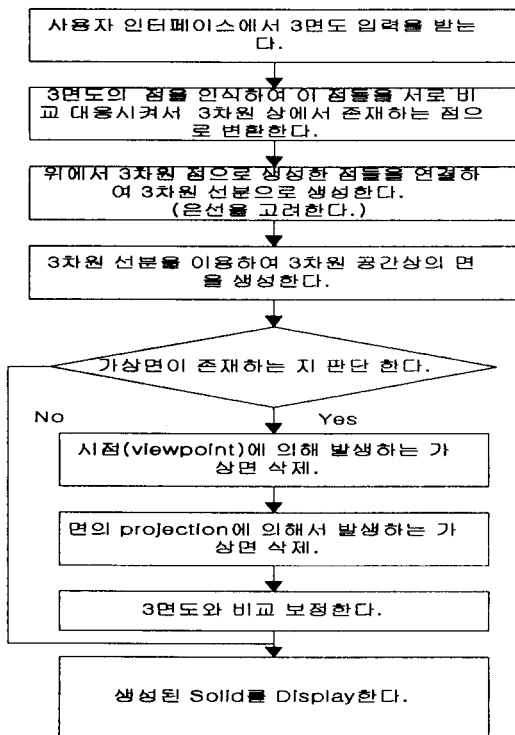 사용자 인터페이스에서 3면도 입력을 받는
다.
3면도의 점을 인식하여 이 점들을 서로 비
교 대응시켜서 3차원 상에서 존재하는 점으
로 변환한다.
위에서 3차원 점으로 생성한 점들을 연결하
여 3차원 선분으로 생성한다.
(은선을 고려한다.)
3차원 선분을 이용하여 3차원 공간상의 면
을 생성한다.
가상면이 존재하는 지 판단 한다.
No
Yes
시점(viewpoint)에 의해 발생하는 가
상면 삭제.
면의 projection에 의해서 발생하는 가
상면 삭제.
3면도와 비교 보정한다.
생성된 Solid를 Display한다.